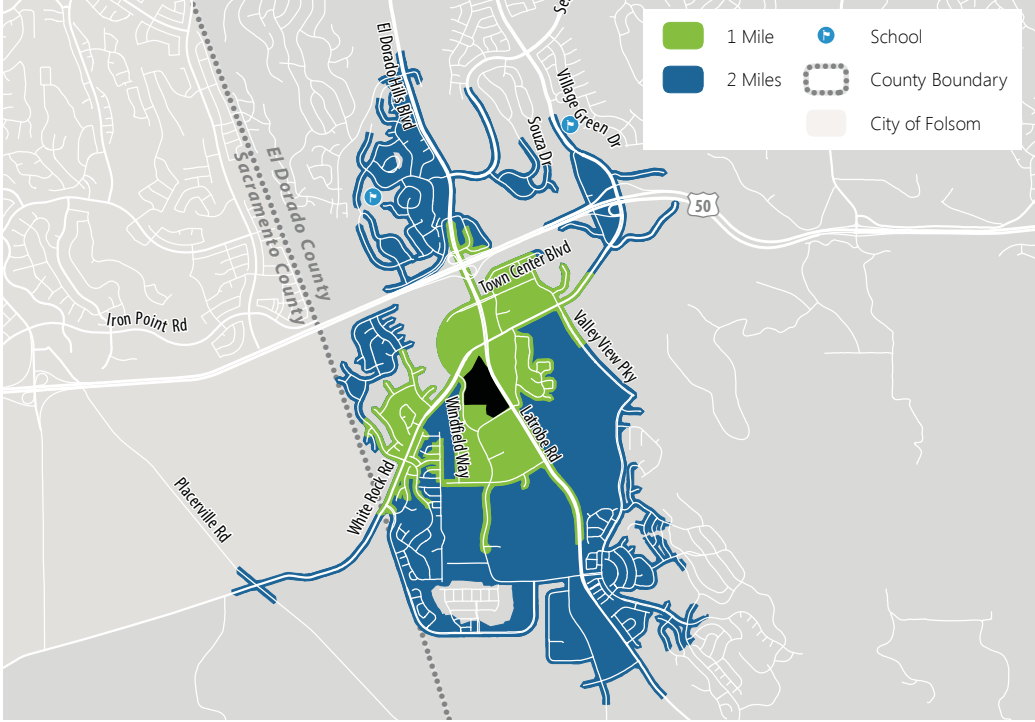 1 Mile
School
2 Miles
County Boundary
City of Folsom
El Dorado Hills Blvd
Village Green Dr
Souza Dr
50
El Dorado County
Sacramento County
Town Center Blvd
Iron Point Rd
Valley View Pky
Windfield Way
Latrobe Rd
White Rock Rd
Placerville Rd